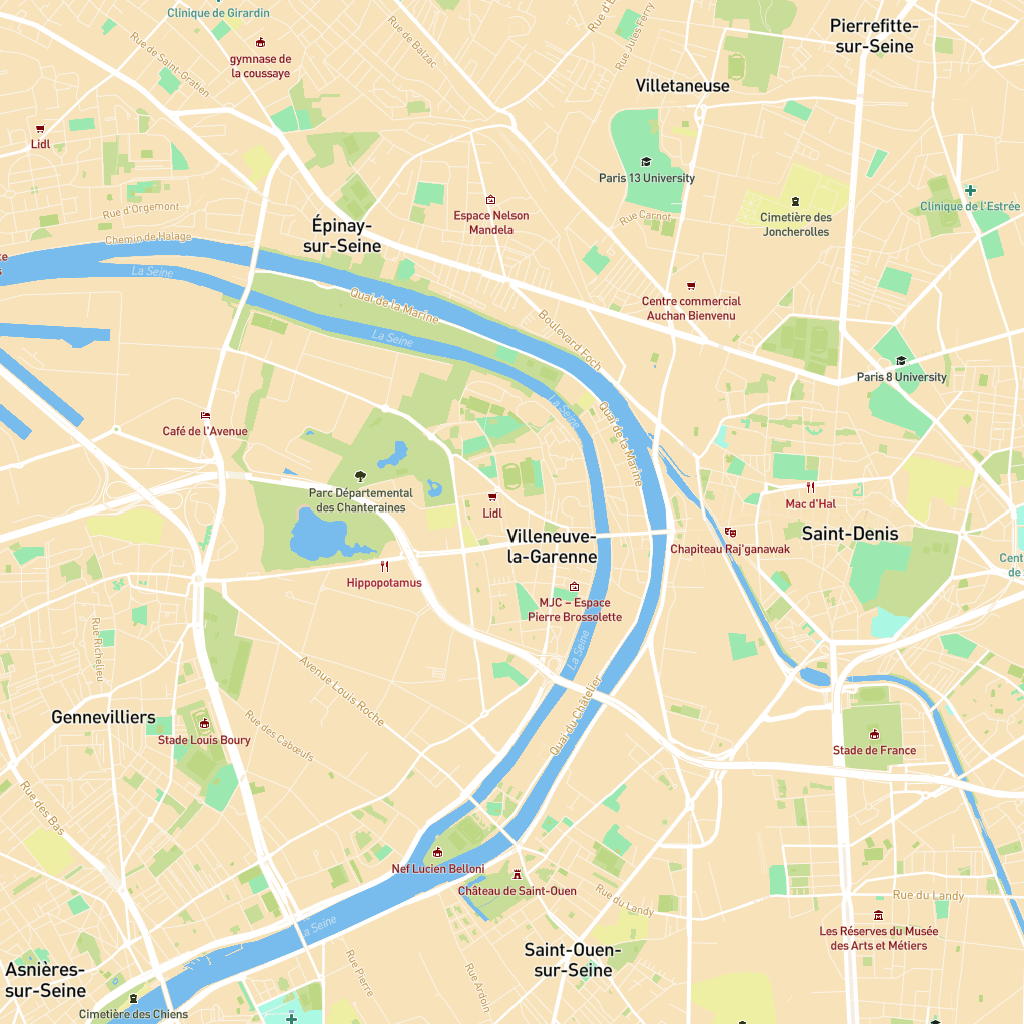 Clinique de Girardin
Rue de Saint-Gratien
Rue de Balzac
Rue d'E
Rue Jules Ferry
Pierrefitte-
sur-Seine
gymnase de
la coussaye
Villetaneuse
Lidl
Paris 13 University
Rue d'Orgemont
Espace Nelson
Mandela
Rue Carnot
Cimetière des
Joncherolles
Clinique de l'Estrée
Épinay-
sur-Seine
Chemin de Halage
La Seine
Quai de la Marine
La Seine
Boulevard Foch
Centre commercial
Auchan Bienvenu
Paris 8 University
La Seine
Quai de la Marine
Café de l'Avenue
Parc Départemental
des Chanteraines
Lidl
Mac d'Hal
Villeneuve-
la-Garenne
Chapiteau Raj'ganawak
Saint-Denis
Cent
de
Hippopotamus
MJC – Espace
Pierre Brossolette
Rue Richelieu
La Seine
Avenue Louis Roche
Quai du Châtelier
Gennevilliers
Stade Louis Boury
Rue des Cabœufs
Stade de France
Rue des Bas
Nef Lucien Belloni
Château de Saint-Ouen
Rue du Landy
Rue du Landy
La Seine
Les Réserves du Musée
des Arts et Métiers
Saint-Ouen-
sur-Seine
Rue Pierre
Rue Ardoin
Asnières-
sur-Seine
Cimetière des Chiens